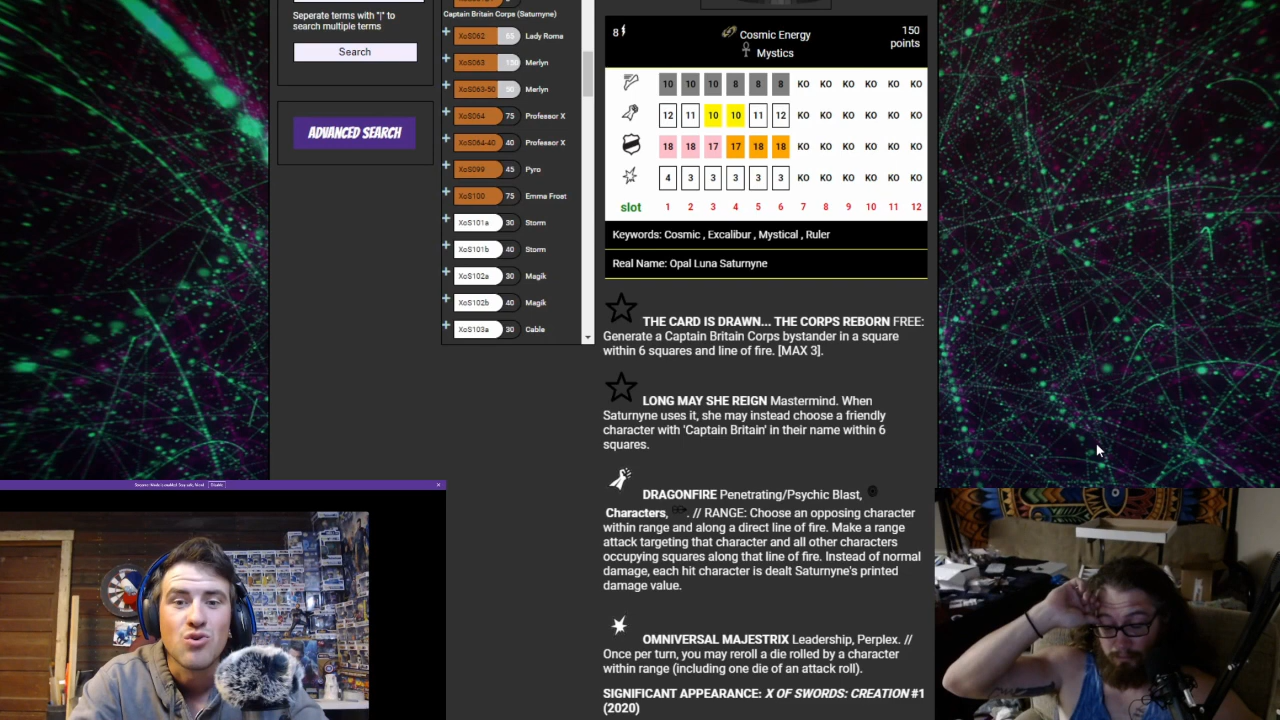 Seperate terms with "|" to
search multiple terms
Search
ADVANCED SEARCH
Captain Britain Corps (Saturnyne)
+ XoS062 65 Lady Roma
+ XoS063 150 Merlyn
+ XoS063-50 50 Merlyn
+ XoS064 75 Professor X
+ XoS064-40 40 Professor X
+ XoS099 45 Pyro
+ XoS100 75 Emma Frost
+ XoS101a 30 Storm
+ XoS101b 40 Storm
+ XoS102a 30 Magik
+ XoS102b 40 Magik
+ XoS103a 30 Cable
8 Cosmic Energy 150
Mystics points
10 10 10 8 8 8 KO KO KO KO KO KO
12 11 10 10 11 12 KO KO KO KO KO KO
18 18 17 17 18 18 KO KO KO KO KO KO
4 3 3 3 3 3 KO KO KO KO KO KO
slot 1 2 3 4 5 6 7 8 9 10 11 12
Keywords: Cosmic , Excalibur , Mystical , Ruler
Real Name: Opal Luna Saturnyne
THE CARD IS DRAWN... THE CORPS REBORN FREE:
Generate a Captain Britain Corps bystander in a square
within 6 squares and line of fire. [MAX 3].
LONG MAY SHE REIGN Mastermind. When
Saturnyne uses it, she may instead choose a friendly
character with 'Captain Britain' in their name within 6
squares.
DRAGONFIRE Penetrating/Psychic Blast,
Characters, . // RANGE: Choose an opposing character
within range and along a direct line of fire. Make a range
attack targeting that character and all other characters
occupying squares along that line of fire. Instead of normal
damage, each hit character is dealt Saturnyne's printed
damage value.
OMNIVERSAL MAJESTRIX Leadership, Perplex. //
Once per turn, you may reroll a die rolled by a character
within range (including one die of an attack roll).
SIGNIFICANT APPEARANCE: X OF SWORDS: CREATION #1
(2020)